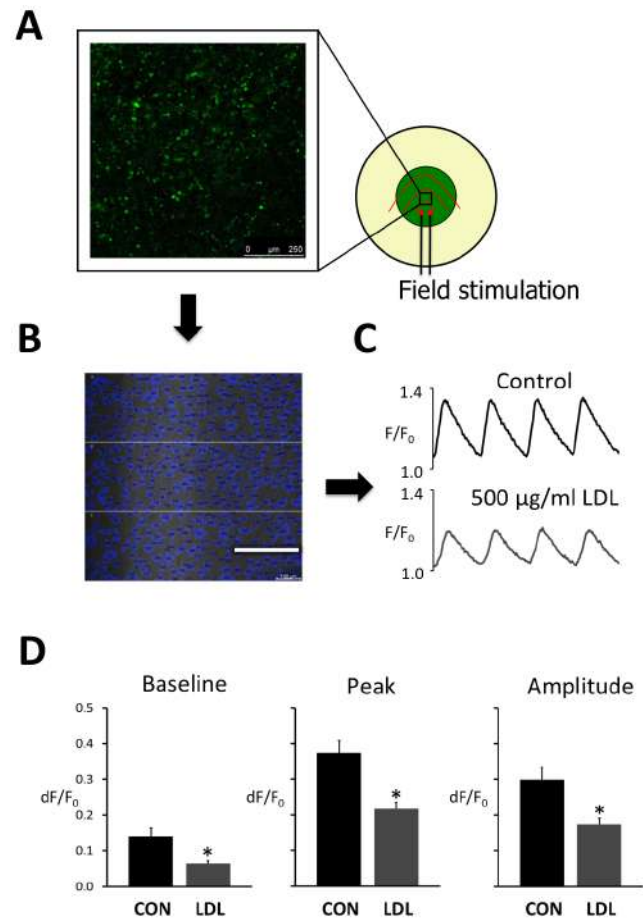 A
0 µm 250
Field stimulation
B
C
Control
1.4
F/F0
1.0
500 µg/ml LDL
1.4
F/F0
1.0
D
Baseline
Peak
Amplitude
0.5
0.4
0.3
0.2
0.1
0.0
dF/F0
dF/F0
dF/F0
*
*
*
CON LDL
CON LDL
CON LDL